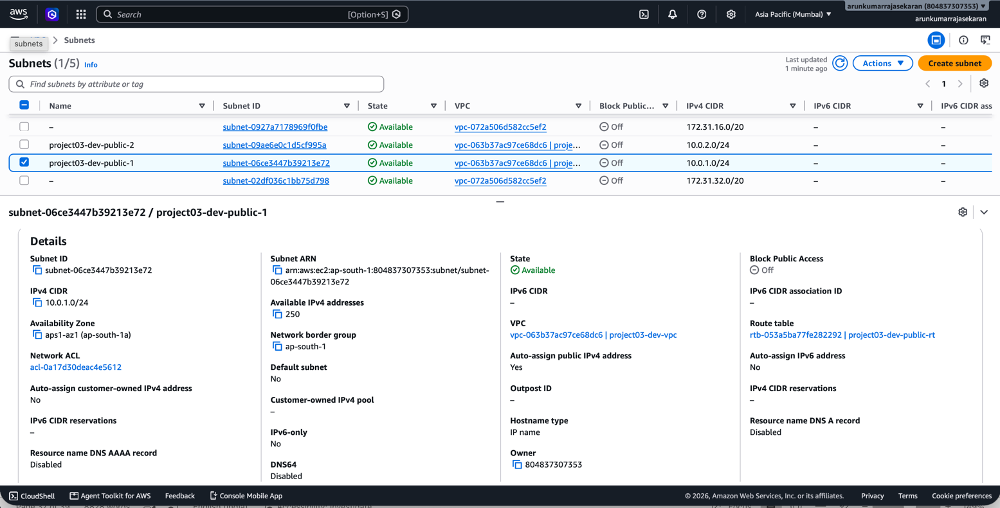 aws
Search
[Option+S]
Asia Pacific (Mumbai)
arunkumarrajasekaran (804837307353)
arunkumarrajasekaran
subnets
Subnets
Subnets (1/5) Info
Last updated
1 minute ago
Actions
Create subnet
Find subnets by attribute or tag
1
Name Subnet ID State VPC Block Public... IPv4 CIDR IPv6 CIDR IPv6 CIDR ass
– subnet-0927a7178969f0fbe Available vpc-072a506d582cc5ef2 Off 172.31.16.0/20 – –
project03-dev-public-2 subnet-09ae6e0c1d5cf995a Available vpc-063b37ac97ce68dc6 | proje... Off 10.0.2.0/24 – –
project03-dev-public-1 subnet-06ce3447b39213e72 Available vpc-063b37ac97ce68dc6 | proje... Off 10.0.1.0/24 – –
– subnet-02df036c1bb75d798 Available vpc-072a506d582cc5ef2 Off 172.31.32.0/20 – –
subnet-06ce3447b39213e72 / project03-dev-public-1
Details
Subnet ID
subnet-06ce3447b39213e72
IPv4 CIDR
10.0.1.0/24
Availability Zone
aps1-az1 (ap-south-1a)
Network ACL
acl-0a17d30deac4e5612
Auto-assign customer-owned IPv4 address
No
IPv6 CIDR reservations
–
Resource name DNS AAAA record
Disabled
Subnet ARN
arn:aws:ec2:ap-south-1:804837307353:subnet/subnet-
06ce3447b39213e72
Available IPv4 addresses
250
Network border group
ap-south-1
Default subnet
No
Customer-owned IPv4 pool
–
IPv6-only
No
DNS64
Disabled
State
Available
IPv6 CIDR
–
VPC
vpc-063b37ac97ce68dc6 | project03-dev-vpc
Auto-assign public IPv4 address
Yes
Outpost ID
–
Hostname type
IP name
Owner
804837307353
Block Public Access
Off
IPv6 CIDR association ID
–
Route table
rtb-053a5ba77fe282292 | project03-dev-public-rt
Auto-assign IPv6 address
No
IPv4 CIDR reservations
–
Resource name DNS A record
Disabled
CloudShell Agent Toolkit for AWS Feedback Console Mobile App © 2026, Amazon Web Services, Inc. or its affiliates. Privacy Terms Cookie preferences